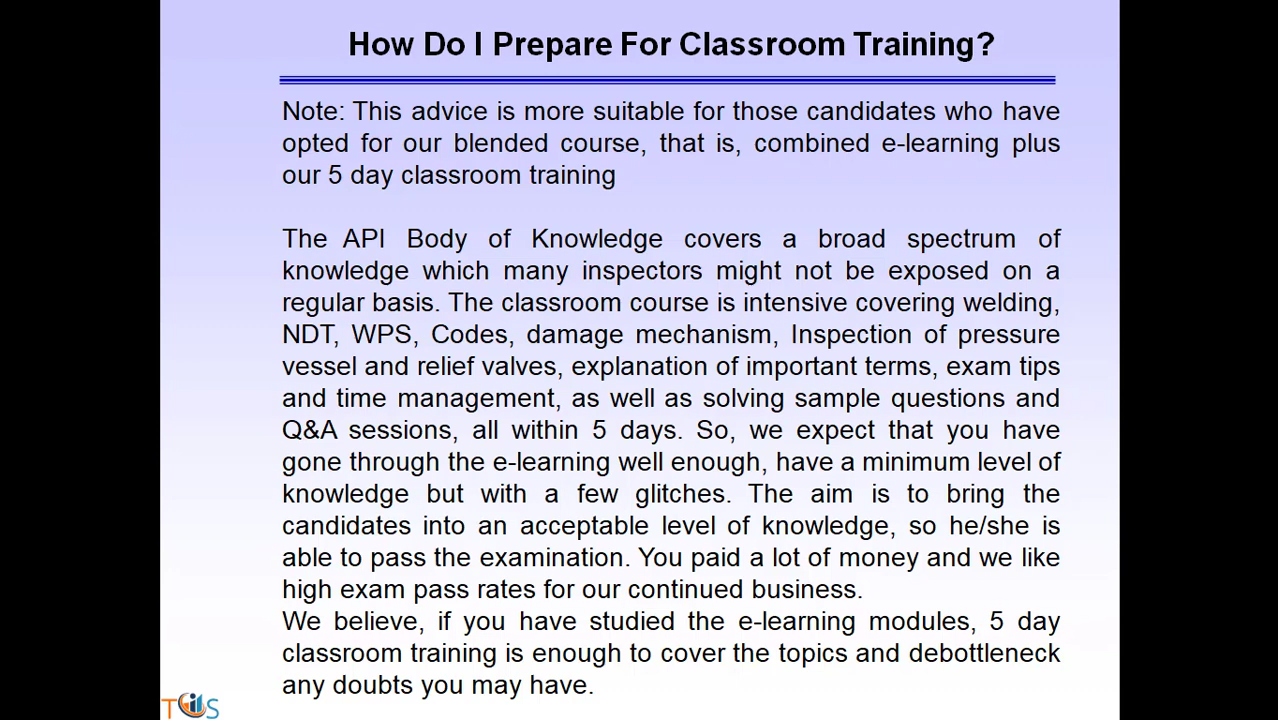 How Do I Prepare For Classroom Training?
Note: This advice is more suitable for those candidates who have
opted for our blended course, that is, combined e-learning plus
our 5 day classroom training
The API Body of Knowledge covers a broad spectrum of
knowledge which many inspectors might not be exposed on a
regular basis. The classroom course is intensive covering welding,
NDT, WPS, Codes, damage mechanism, Inspection of pressure
vessel and relief valves, explanation of important terms, exam tips
and time management, as well as solving sample questions and
Q&A sessions, all within 5 days. So, we expect that you have
gone through the e-learning well enough, have a minimum level of
knowledge but with a few glitches. The aim is to bring the
candidates into an acceptable level of knowledge, so he/she is
able to pass the examination. You paid a lot of money and we like
high exam pass rates for our continued business.
We believe, if you have studied the e-learning modules, 5 day
classroom training is enough to cover the topics and debottleneck
any doubts you may have.